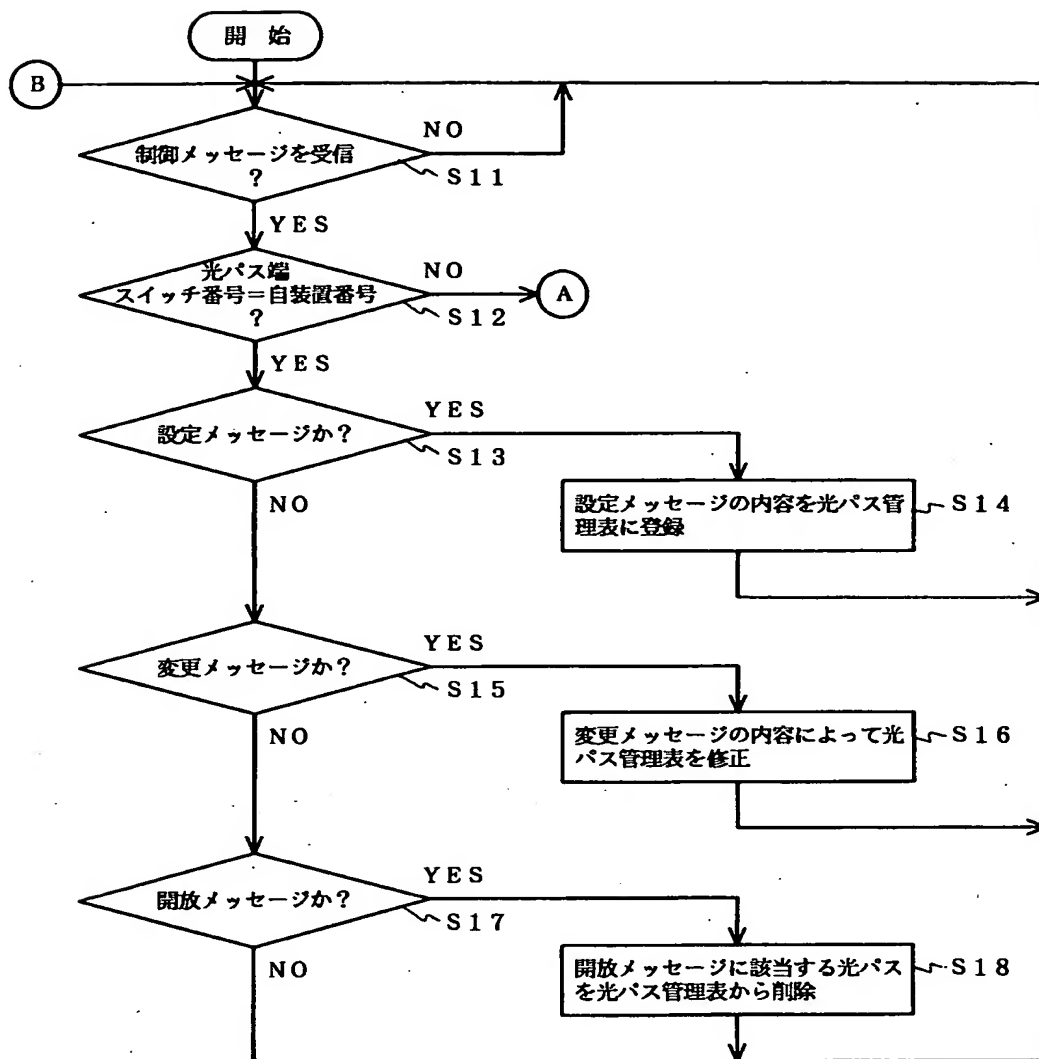 開 始
B
制御メッセージを受信
?
NO
S11
YES
光パス端
スイッチ番号=自装置番号
?
NO
S12
A
YES
設定メッセージか?
YES
S13
NO
設定メッセージの内容を光パス管
理表に登録
S14
変更メッセージか?
YES
S15
NO
変更メッセージの内容によって光
パス管理表を修正
S16
開放メッセージか?
YES
S17
NO
開放メッセージに該当する光パス
を光パス管理表から削除
S18